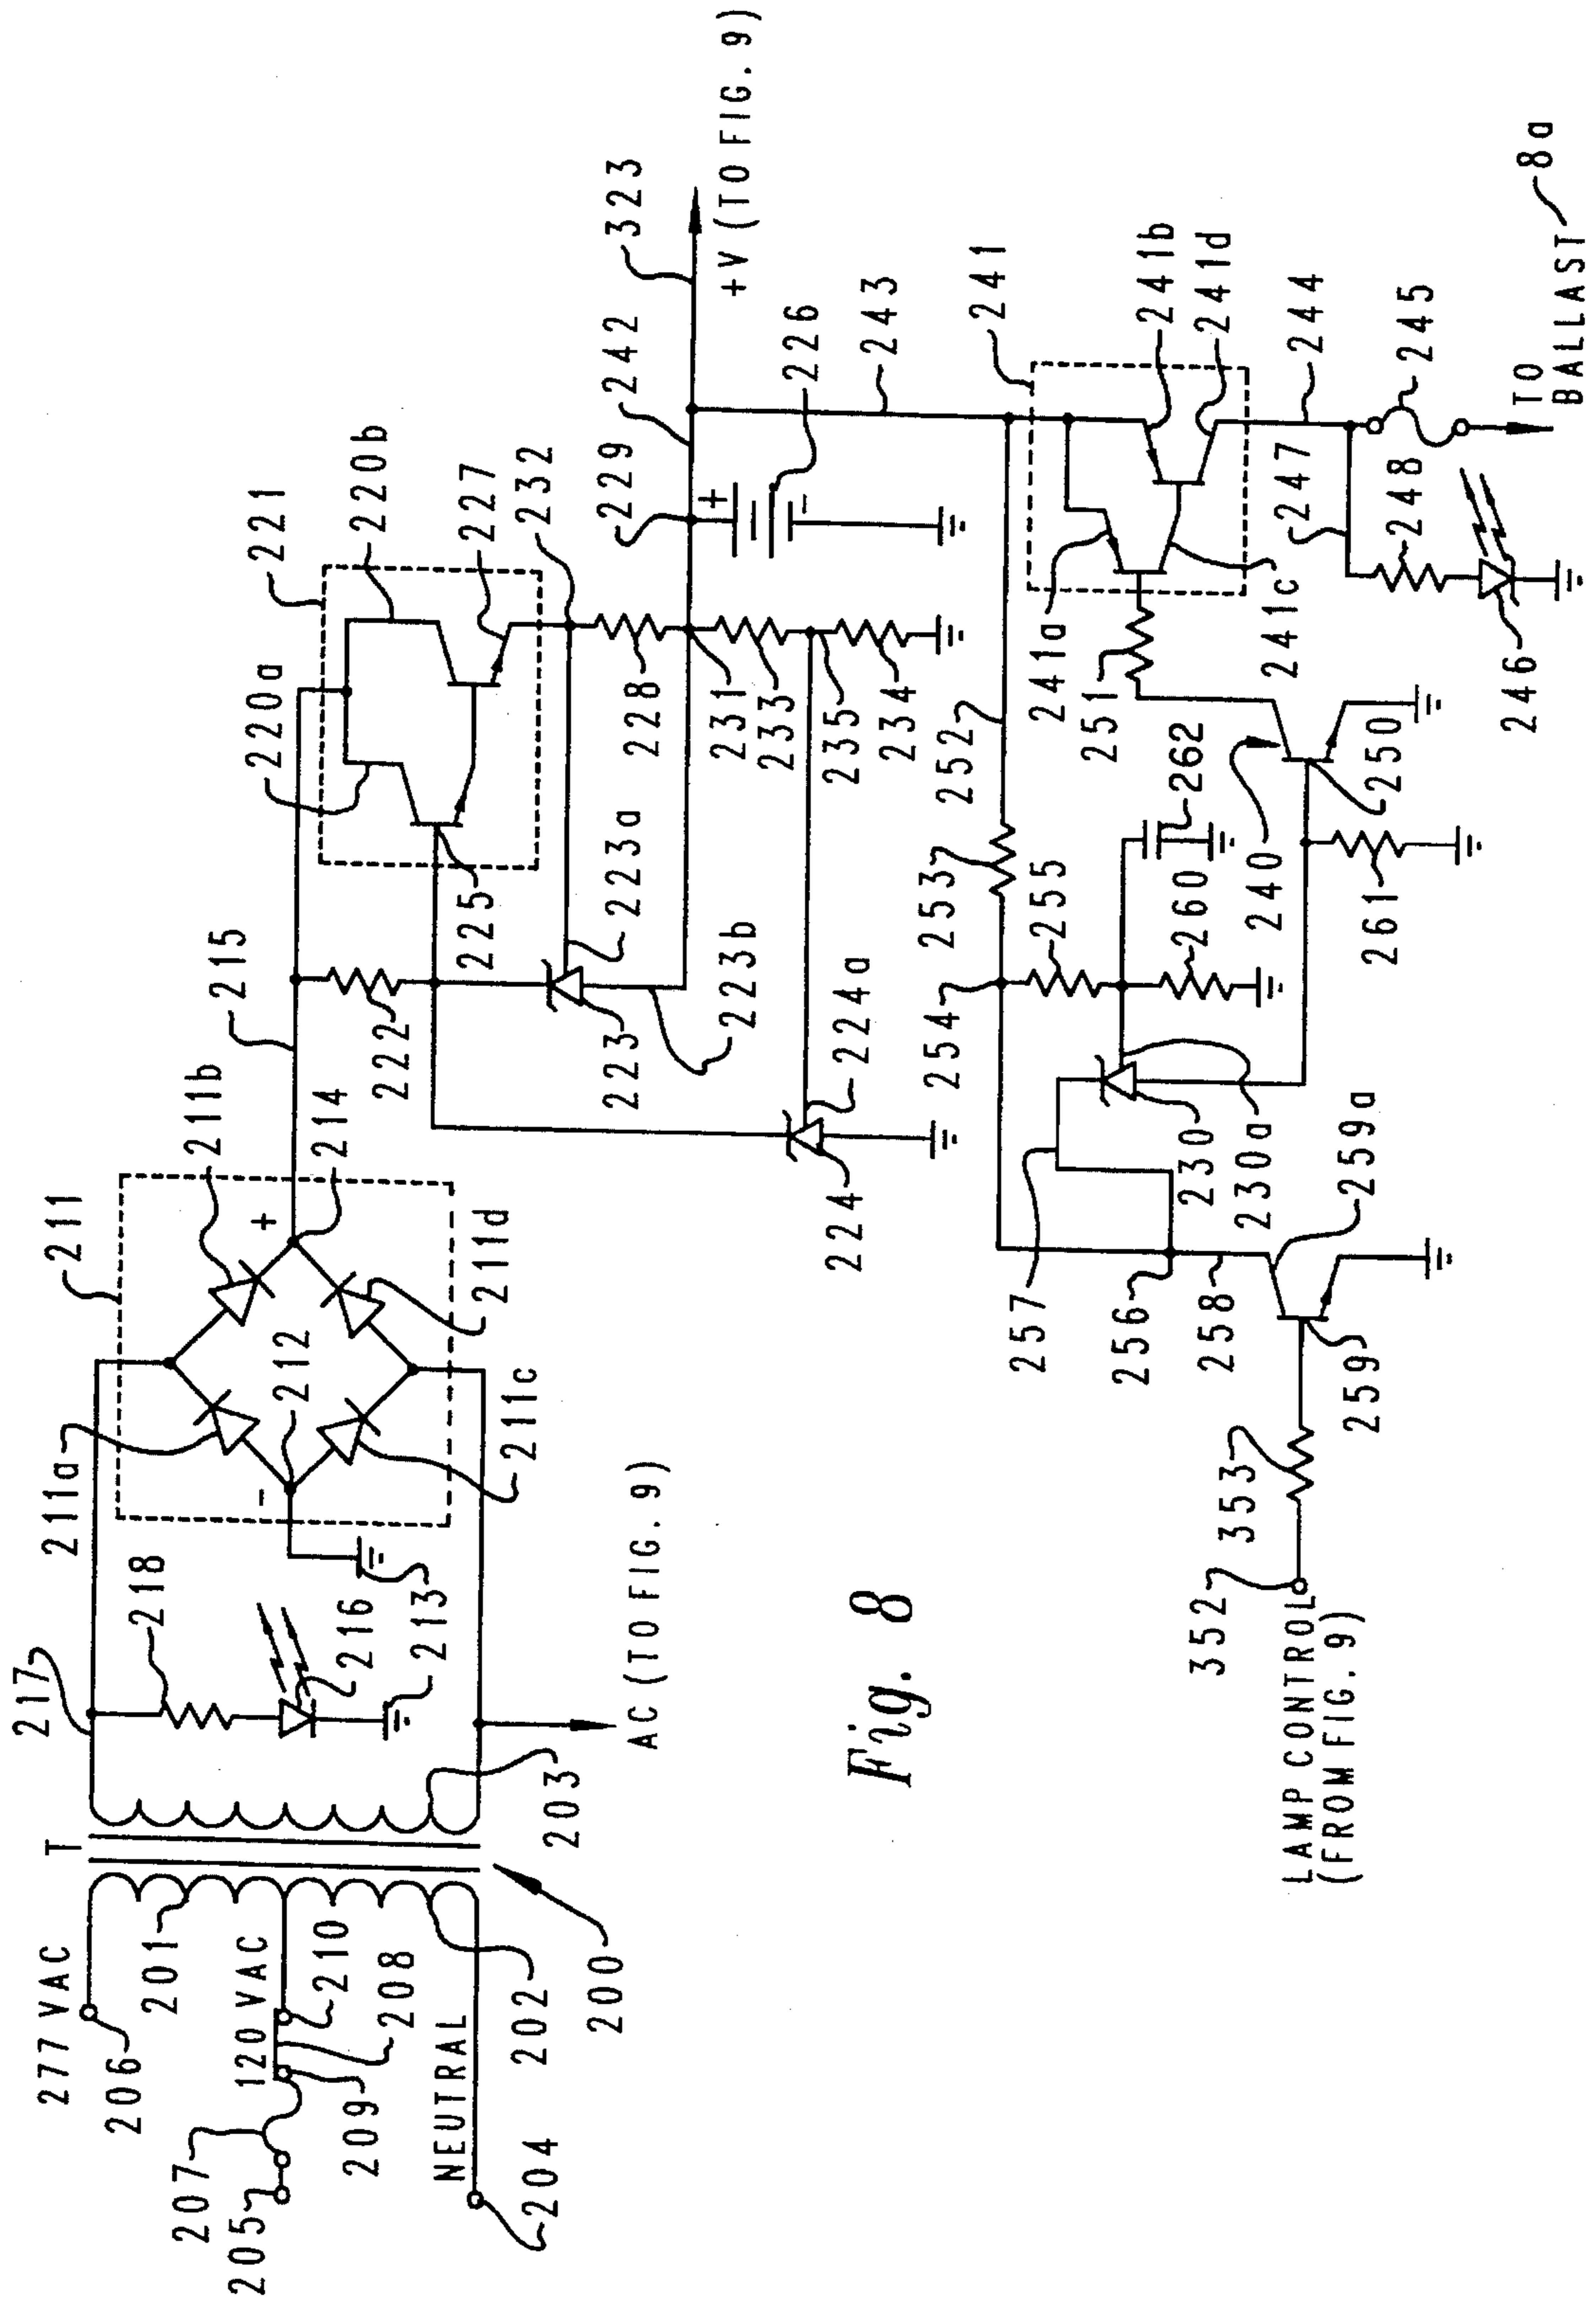 277 VAC
206
201
T
217
218
211a
211
211b
215
221
220a
220b
205
207
120 VAC
209
208
210
216
213
212
+
-
214
211d
211c
222
225
227
232
NEUTRAL
204
202
200
203
AC (TO FIG. 9)
223
223a
223b
228
229
242
323
+
-
226
+V (TO FIG. 9)
231
233
235
234
224
224a
243
Fig. 8
254
253
252
255
241
241a
241b
241d
241c
251
262
260
240
250
261
257
230
230a
256
258
259a
259
352
353
LAMP CONTROL
(FROM FIG. 9)
247
244
248
245
246
TO
BALLAST
8a